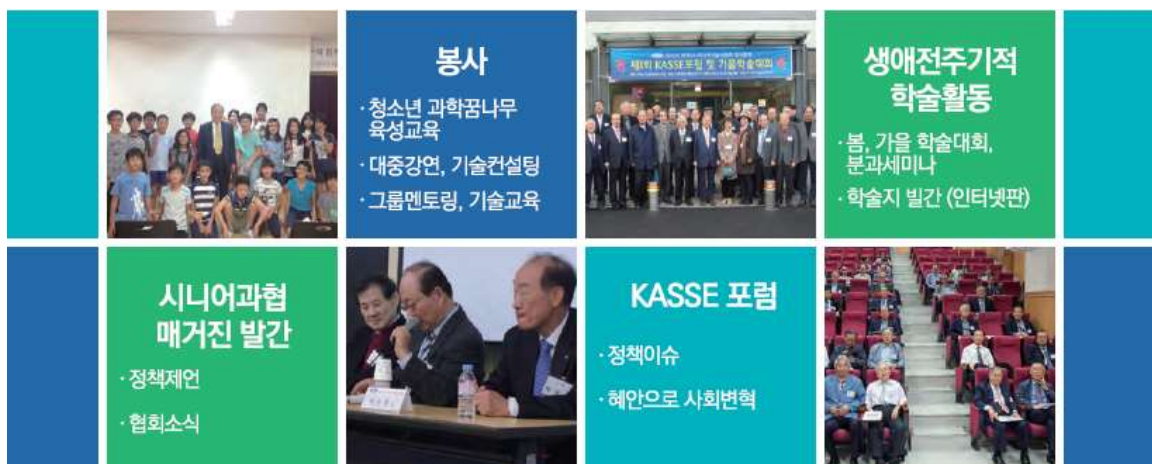 봉사
· 청소년 과학꿈나무
육성교육
· 대중강연, 기술컨설팅
· 그룹멘토링, 기술교육
제1회 KASSE포럼 및 가을학술대회
생애전주기적
학술활동
· 봄, 가을 학술대회,
분과세미나
· 학술지 빌간 (인터넷판)
시니어과협
매거진 발간
· 정책제언
· 협회소식
KASSE 포럼
· 정책이슈
· 혜안으로 사회변혁